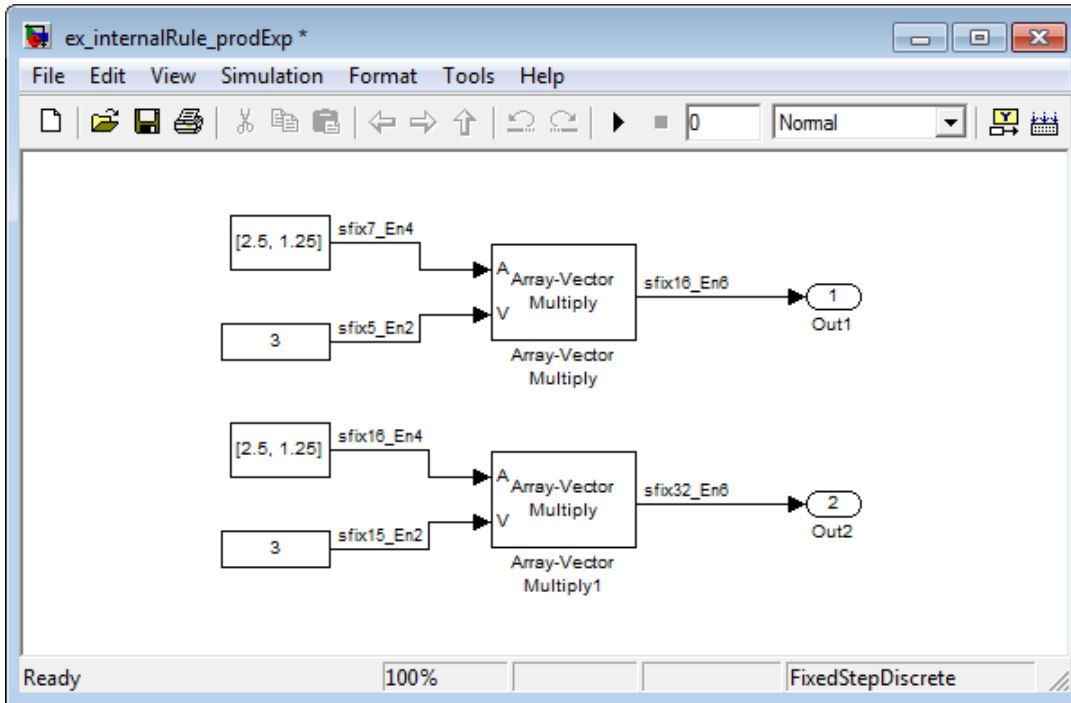 ex_internalRule_prodExp *
File Edit View Simulation Format Tools Help
0 Normal
[2.5, 1.25]
sfix7_En4
3
sfix5_En2
A
V
Array-Vector
Multiply
sfix16_En6
1
Out1
Array-Vector
Multiply
[2.5, 1.25]
sfix16_En4
3
sfix15_En2
A
V
Array-Vector
Multiply
sfix32_En6
2
Out2
Array-Vector
Multiply1
Ready 100% FixedStepDiscrete